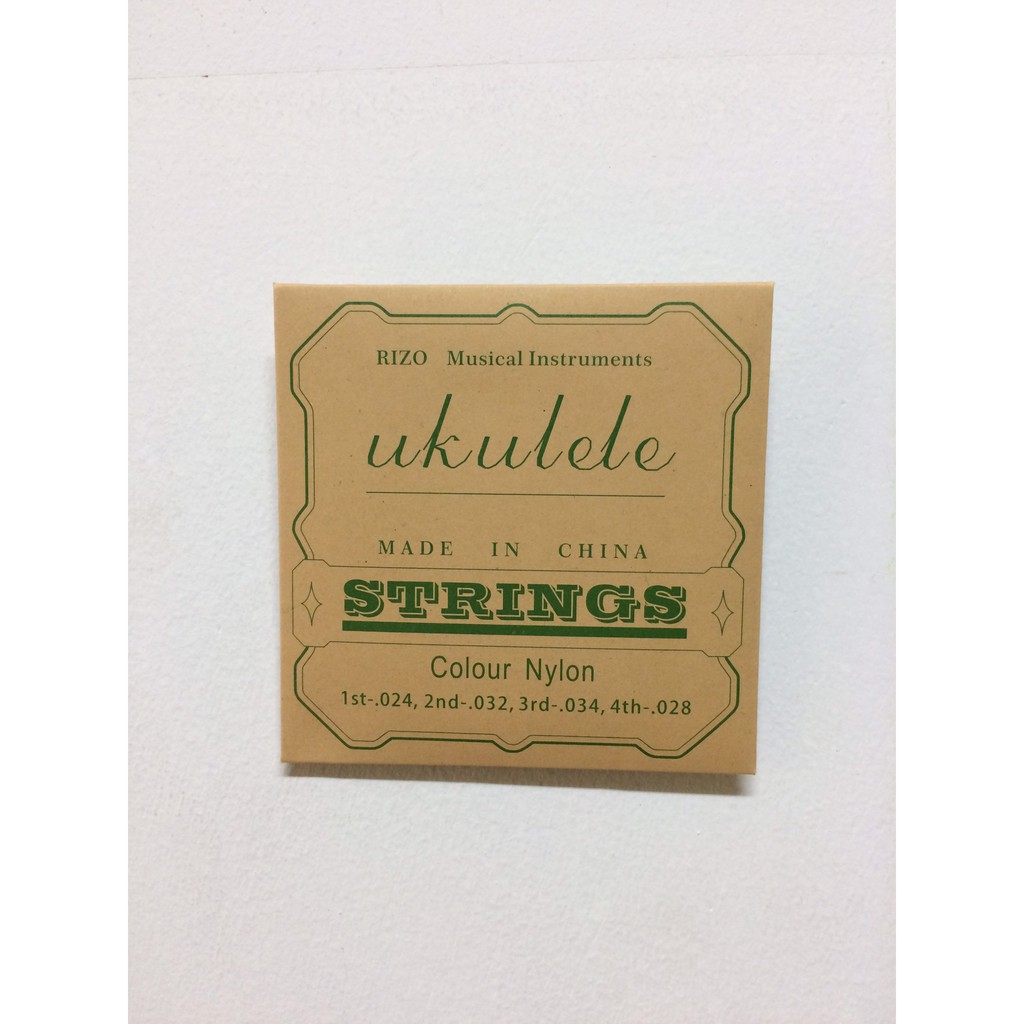 RIZO Musical Instruments
ukulele
MADE IN CHINA
STRINGS
Colour Nylon
1st-.024, 2nd-.032, 3rd-.034, 4th-.028